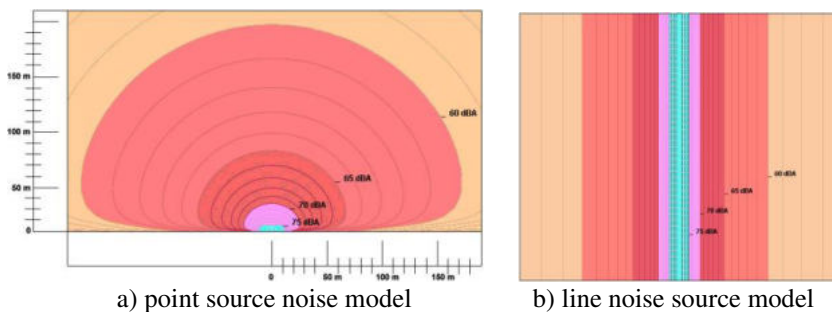 150 m
100 m
50 m
0
60 dBA
65 dBA
70 dBA
75 dBA
0
50 m
100 m
150 m
60 dBA
65 dBA
70 dBA
75 dBA
a) point source noise model
b) line noise source model